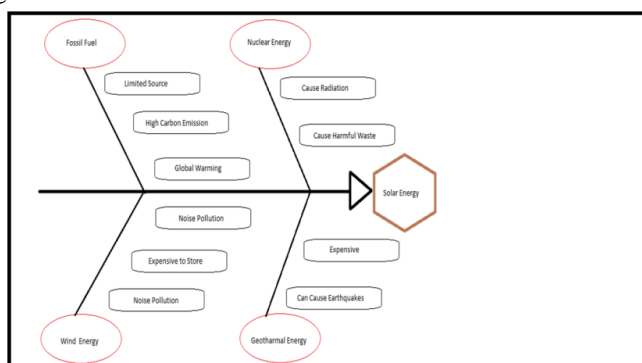 Fossil Fuel
Nuclear Energy
Limited Source
Cause Radiation
High Carbon Emission
Cause Harmful Waste
Global Warming
Solar Energy
Noise Pollution
Expensive
Expensive to Store
Can Cause Earthquakes
Noise Pollution
Wind Energy
Geotharmal Energy